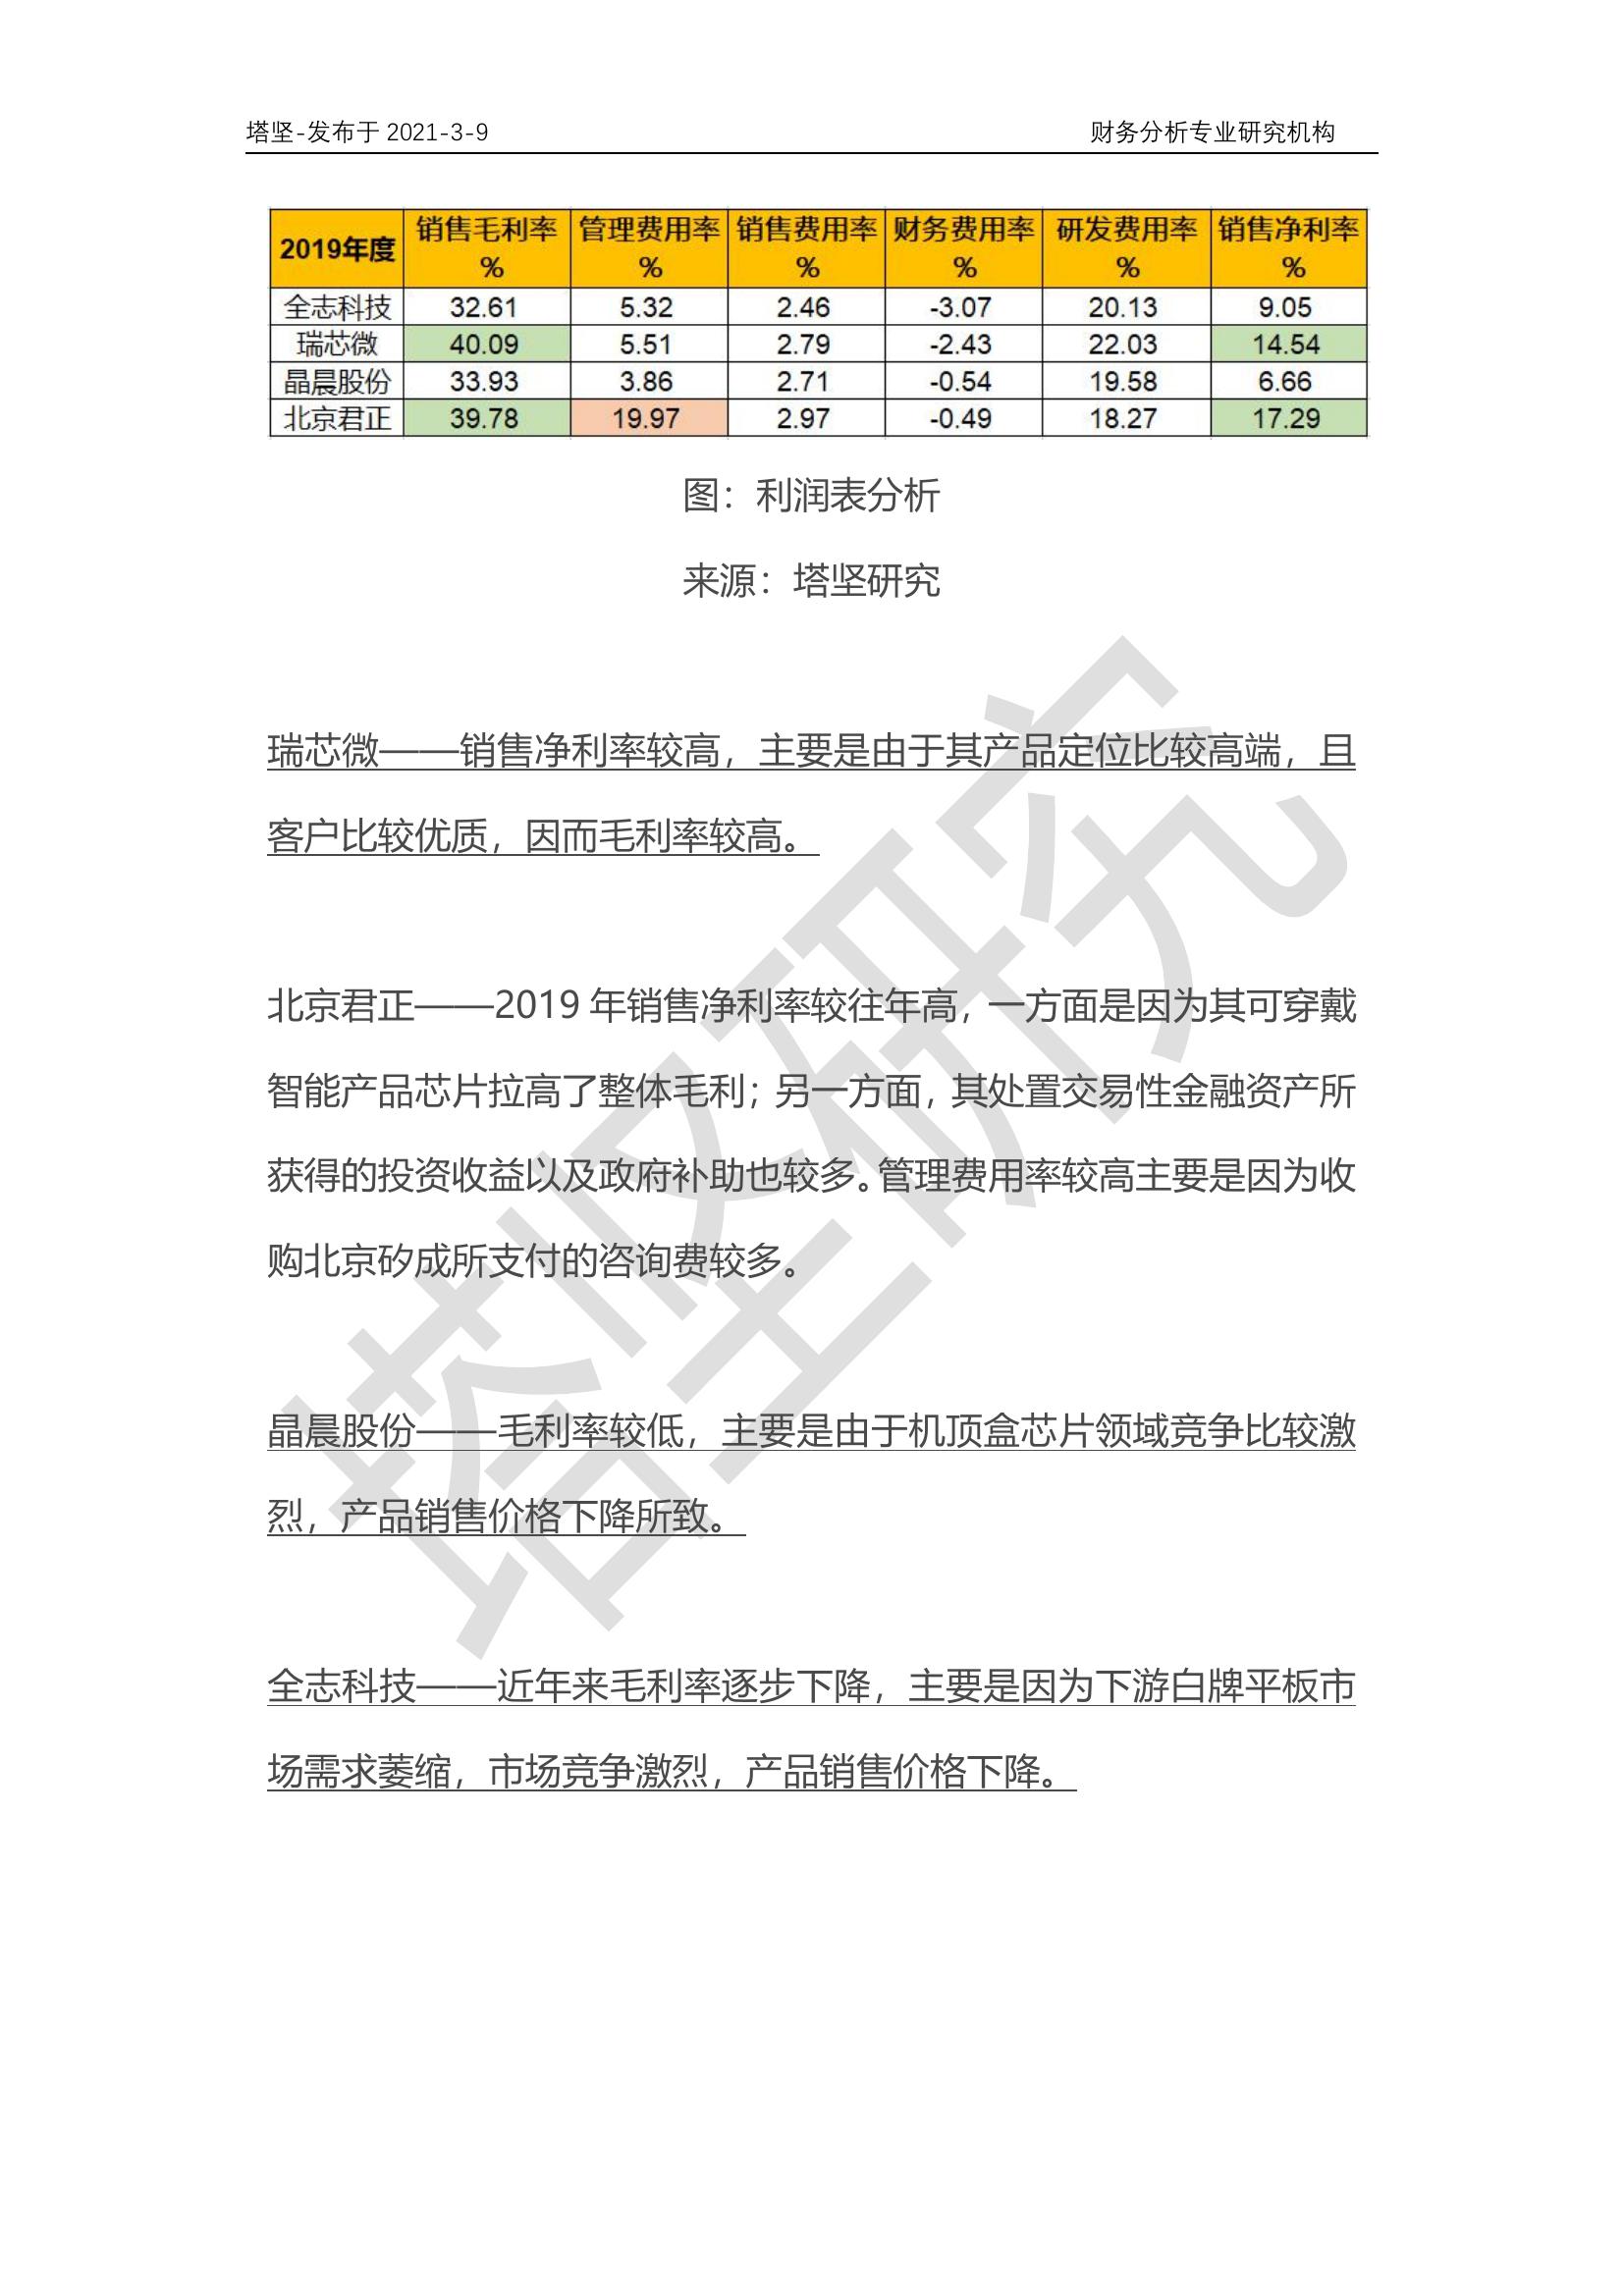 塔坚-发布于 2021-3-9 财务分析专业研究机构
2019年度 销售毛利率% 管理费用率% 销售费用率% 财务费用率% 研发费用率% 销售净利率%
全志科技 32.61 5.32 2.46 -3.07 20.13 9.05
瑞芯微 40.09 5.51 2.79 -2.43 22.03 14.54
晶晨股份 33.93 3.86 2.71 -0.54 19.58 6.66
北京君正 39.78 19.97 2.97 -0.49 18.27 17.29
图：利润表分析
来源：塔坚研究
瑞芯微——销售净利率较高，主要是由于其产品定位比较高端，且
客户比较优质，因而毛利率较高。
北京君正——2019 年销售净利率较往年高，一方面是因为其可穿戴
智能产品芯片拉高了整体毛利；另一方面，其处置交易性金融资产所
获得的投资收益以及政府补助也较多。管理费用率较高主要是因为收
购北京矽成所支付的咨询费较多。
晶晨股份——毛利率较低，主要是由于机顶盒芯片领域竞争比较激
烈，产品销售价格下降所致。
全志科技——近年来毛利率逐步下降，主要是因为下游白牌平板市
场需求萎缩，市场竞争激烈，产品销售价格下降。
塔坚研究